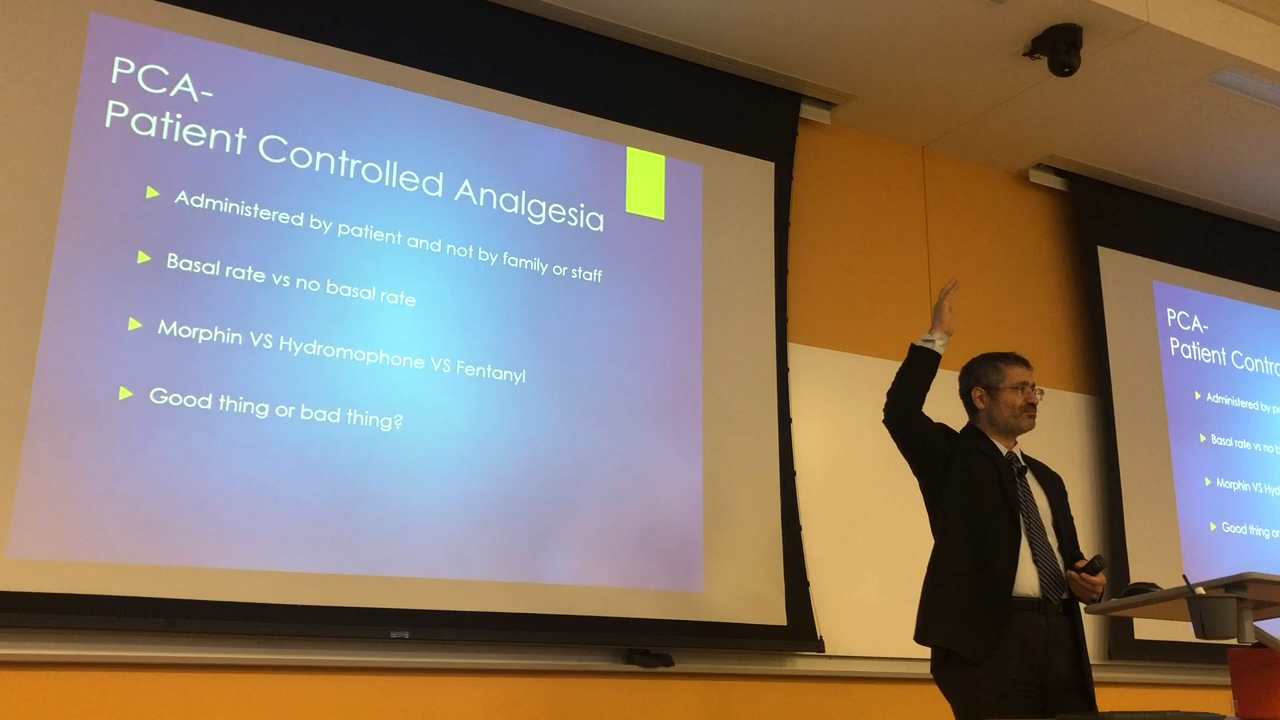 PCA-
Patient Controlled Analgesia
Administered by patient and not by family or staff
Basal rate vs no basal rate
Morphin VS Hydromophone VS Fentanyl
Good thing or bad thing?
PCA-
Patient Contro
Administered by pa
Basal rate vs no b
Morphin VS Hyd
Good thing or